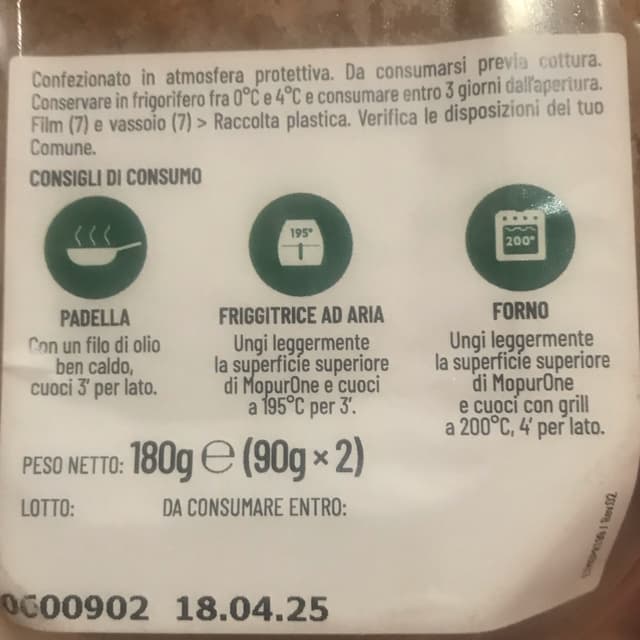 Confezionato in atmosfera protettiva. Da consumarsi previa cottura.
Conservare in frigorifero fra 0°C e 4°C e consumare entro 3 giorni dall'apertura.
Film (7) e vassoio (7) > Raccolta plastica. Verifica le disposizioni del tuo
Comune.
CONSIGLI DI CONSUMO
195°
200°
PADELLA
Con un filo di olio
ben caldo,
cuoci 3' per lato.
FRIGGITRICE AD ARIA
Ungi leggermente
la superficie superiore
di MopurOne e cuoci
a 195°C per 3'.
FORNO
Ungi leggermente
la superficie superiore
di MopurOne
e cuoci con grill
a 200°C, 4' per lato.
PESO NETTO: 180g ℮ (90g × 2)
LOTTO: DA CONSUMARE ENTRO:
18.04.25
Rev.02